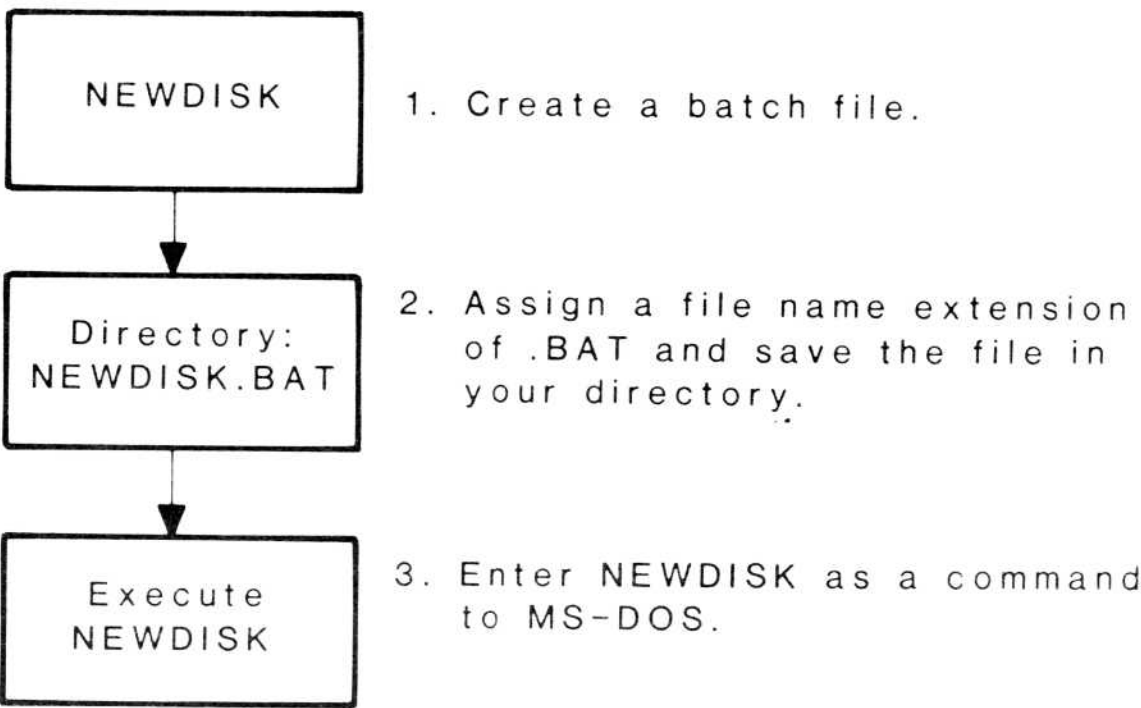 NEWDISK
1. Create a batch file.
Directory:
NEWDISK.BAT
2. Assign a file name extension
of .BAT and save the file in
your directory.
Execute
NEWDISK
3. Enter NEWDISK as a command
to MS-DOS.